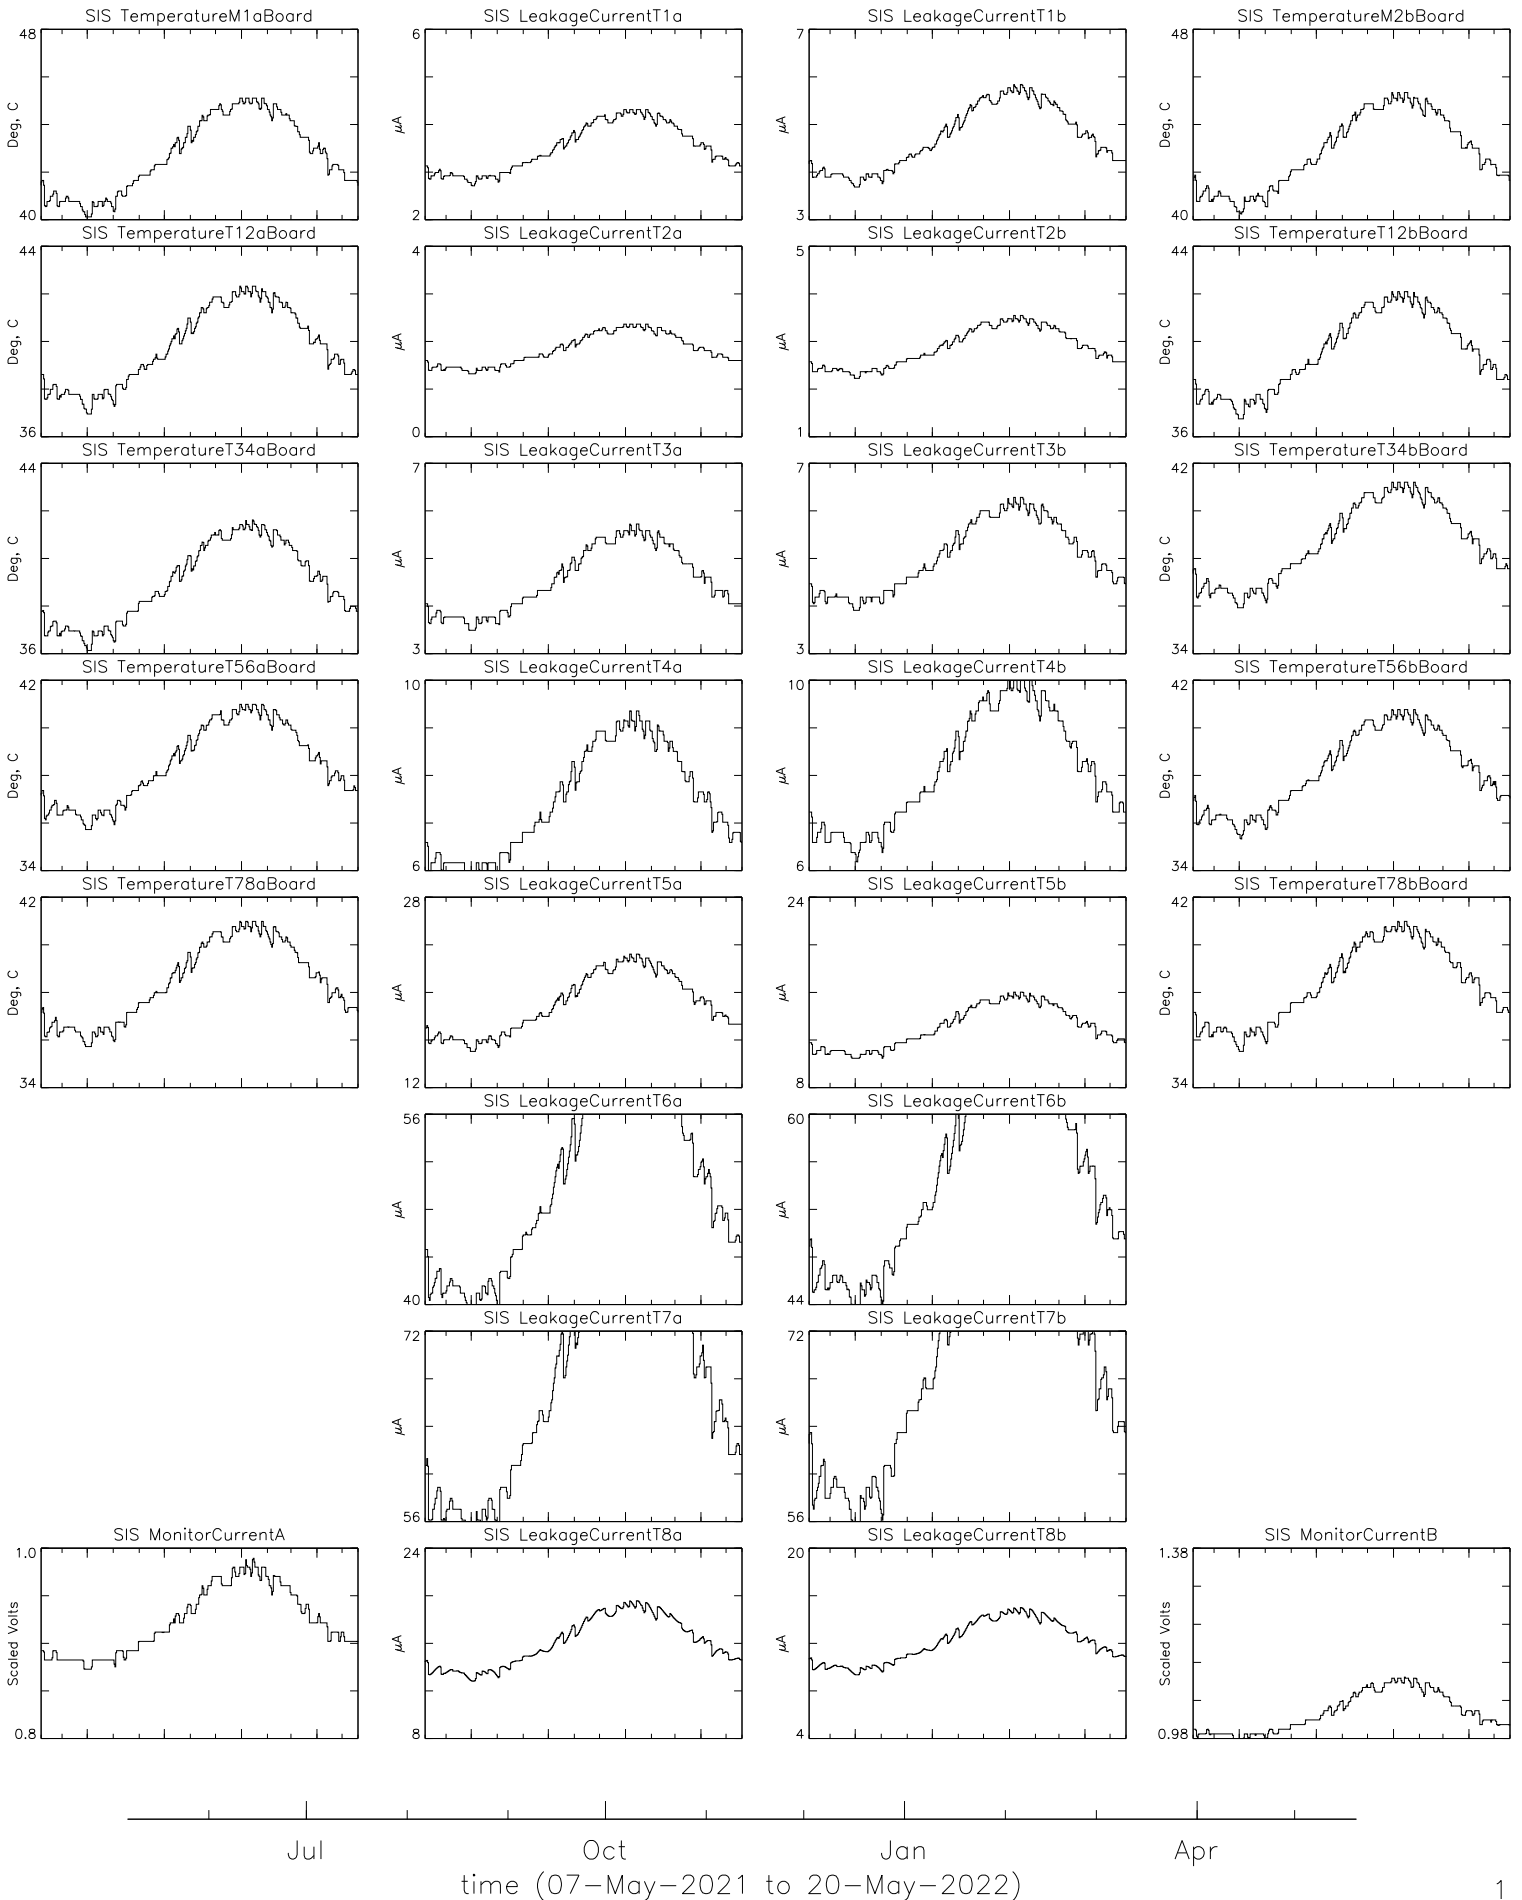 SIS TemperatureM1aBoard SIS LeakageCurrentT1a SIS LeakageCurrentT1b SIS TemperatureM2bBoard
48 6 7 48
Deg, C μA μA Deg, C
40 2 3 40
SIS TemperatureT12aBoard SIS LeakageCurrentT2a SIS LeakageCurrentT2b SIS TemperatureT12bBoard
44 4 5 44
Deg, C μA μA Deg, C
36 0 1 36
SIS TemperatureT34aBoard SIS LeakageCurrentT3a SIS LeakageCurrentT3b SIS TemperatureT34bBoard
44 7 7 42
Deg, C μA μA Deg, C
36 3 3 34
SIS TemperatureT56aBoard SIS LeakageCurrentT4a SIS LeakageCurrentT4b SIS TemperatureT56bBoard
42 10 10 42
Deg, C μA μA Deg, C
34 6 6 34
SIS TemperatureT78aBoard SIS LeakageCurrentT5a SIS LeakageCurrentT5b SIS TemperatureT78bBoard
42 28 24 42
Deg, C μA μA Deg, C
34 12 8 34
SIS LeakageCurrentT6a SIS LeakageCurrentT6b
56 60
μA μA
40 44
SIS LeakageCurrentT7a SIS LeakageCurrentT7b
72 72
μA μA
56 56
SIS MonitorCurrentA SIS LeakageCurrentT8a SIS LeakageCurrentT8b SIS MonitorCurrentB
1.0 24 20 1.38
Scaled Volts μA μA Scaled Volts
0.8 8 4 0.98
Jul Oct Jan Apr
time (07-May-2021 to 20-May-2022)
1